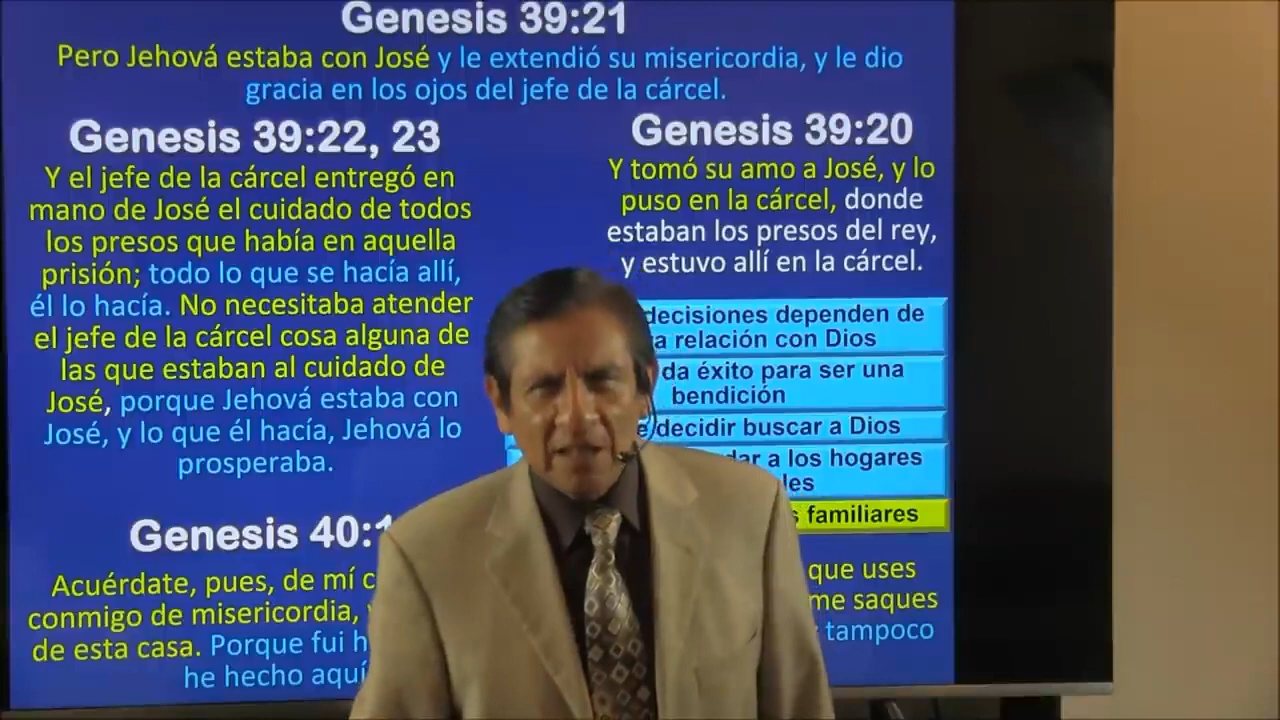 Genesis 39:21
Pero Jehová estaba con José y le extendió su misericordia, y le dio
gracia en los ojos del jefe de la cárcel.
Genesis 39:22, 23
Y el jefe de la cárcel entregó en
mano de José el cuidado de todos
los presos que había en aquella
prisión; todo lo que se hacía allí,
él lo hacía. No necesitaba atender
el jefe de la cárcel cosa alguna de
las que estaban al cuidado de
José, porque Jehová estaba con
José, y lo que él hacía, Jehová lo
prosperaba.
Genesis 39:20
Y tomó su amo a José, y lo
puso en la cárcel, donde
estaban los presos del rey,
y estuvo allí en la cárcel.
decisiones dependen de
relación con Dios
da éxito para ser una
bendición
decidir buscar a Dios
a los hogares
familiares
Genesis 40:1
Acuérdate, pues, de mí que uses
conmigo de misericordia, me saques
de esta casa. Porque fui tampoco
he hecho aquí